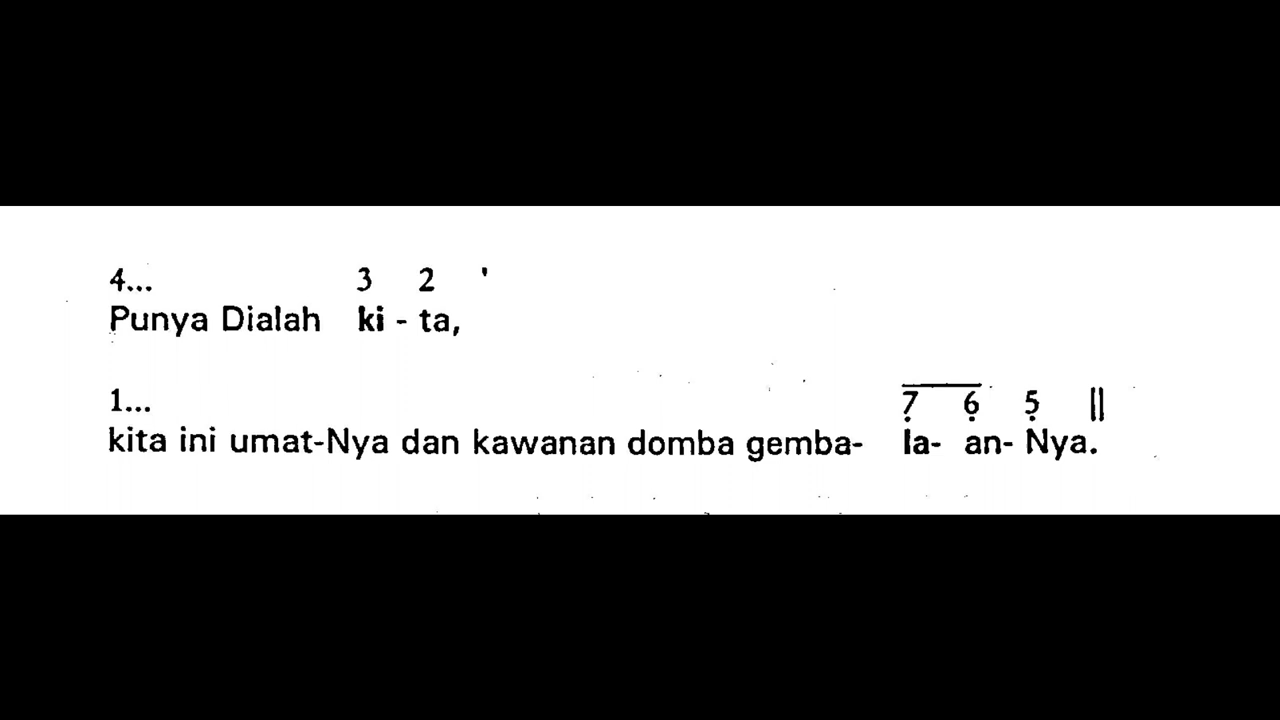 4... 3 2 '
Punya Dialah ki - ta,
1... 7̣ 6̣ 5̣ ||
kita ini umat-Nya dan kawanan domba gemba- la- an- Nya.